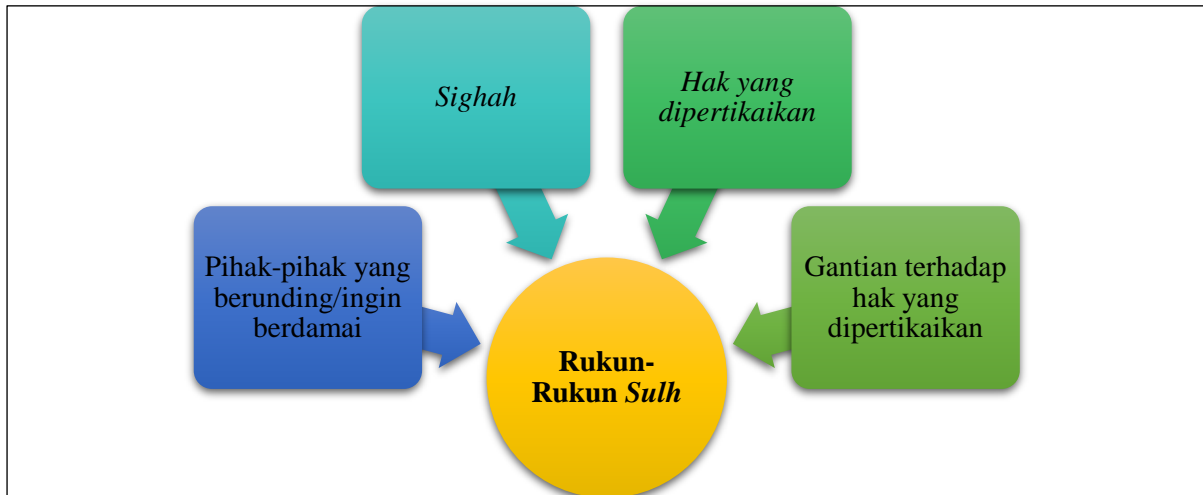 Sighah
Hak yang
dipertikaikan
Pihak-pihak yang
berunding/ingin
berdamai
Gantian terhadap
hak yang
dipertikaikan
Rukun-
Rukun Sulh